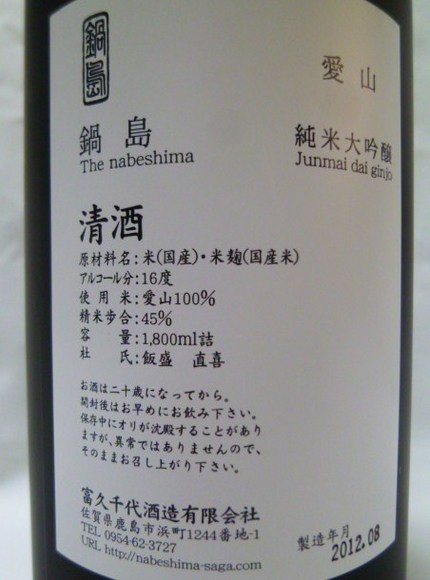 鍋島
愛山
鍋島
The nabeshima
純米大吟醸
Junmai dai ginjo
清酒
原材料名:米(国産)・米麹(国産米)
アルコール分:16度
使用米:愛山100%
精米歩合:45%
容量:1,800ml詰
杜氏:飯盛 直喜
お酒は二十歳になってから。
開封後はお早めにお飲み下さい。
保存中にオリが沈殿することがあり
ますが、異常ではありませんので、
そのままお召し上がり下さい。
富久千代酒造有限会社
佐賀県鹿島市浜町1244番地-1
TEL 0954-62-3727
URL http://nabeshima-saga.com
製造年月
2012.08